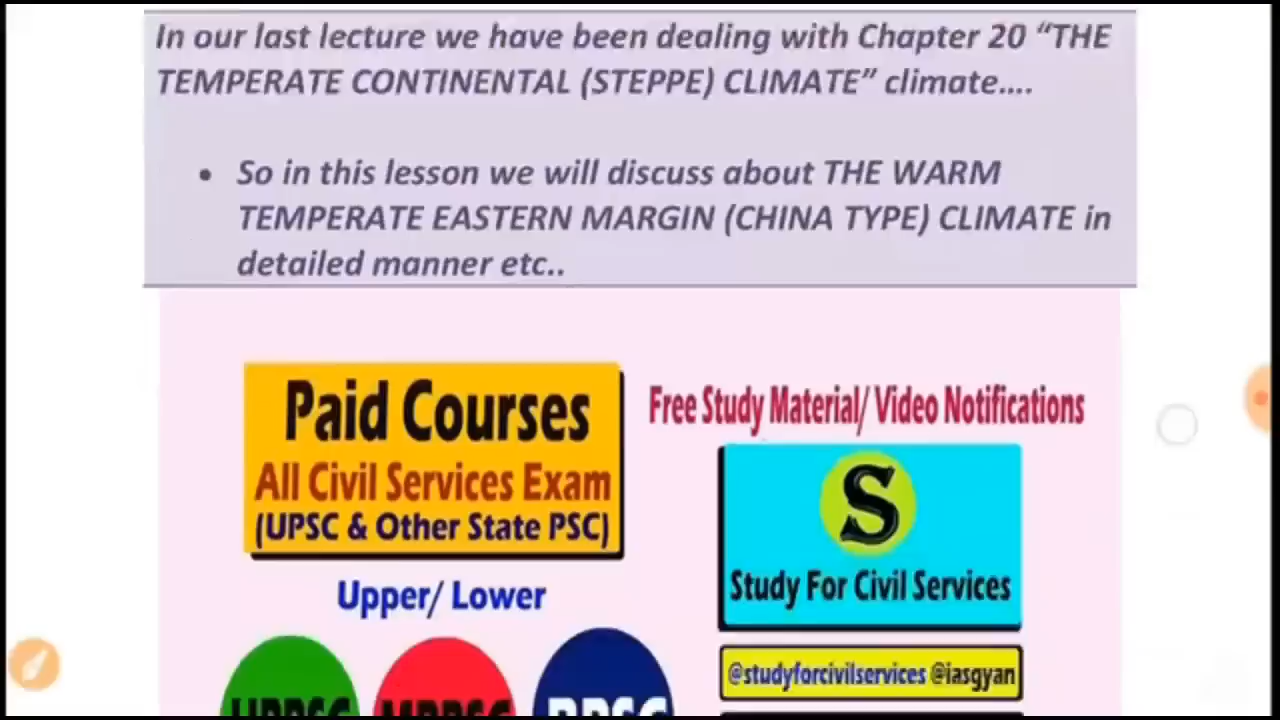 In our last lecture we have been dealing with Chapter 20 “THE
TEMPERATE CONTINENTAL (STEPPE) CLIMATE” climate....
• So in this lesson we will discuss about THE WARM
TEMPERATE EASTERN MARGIN (CHINA TYPE) CLIMATE in
detailed manner etc..
Paid Courses
All Civil Services Exam
(UPSC & Other State PSC)
Upper/ Lower
Free Study Material/ Video Notifications
S
Study For Civil Services
@studyforcivilservices @iasgyan